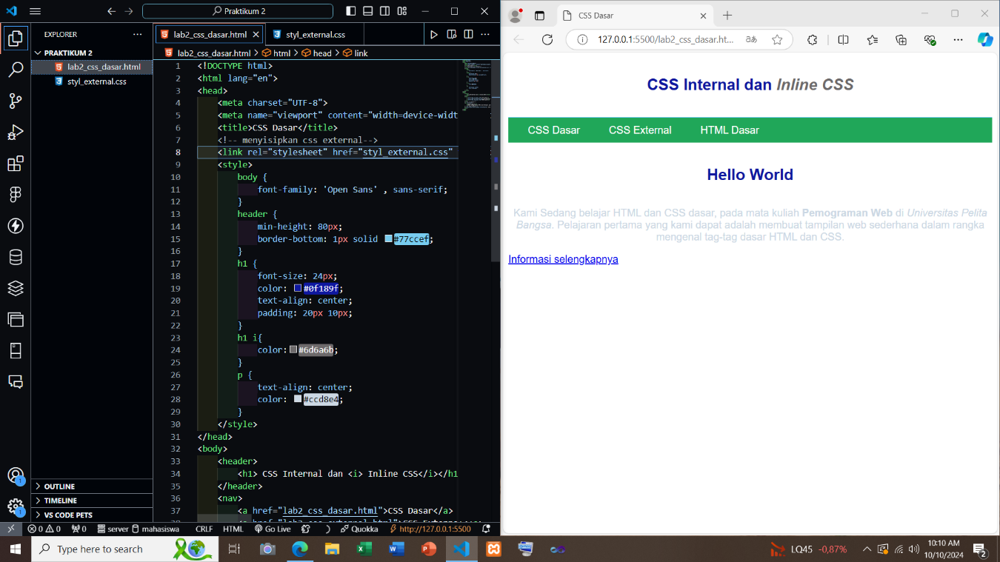 Praktikum 2
EXPLORER
PRAKTIKUM 2
lab2_css_dasar.html
styl_external.css
OUTLINE
TIMELINE
VS CODE PETS
lab2_css_dasar.html
styl_external.css
lab2_css_dasar.html > html > head > link
1 <!DOCTYPE html>
2 <html lang="en">
3 <head>
4 <meta charset="UTF-8">
5 <meta name="viewport" content="width=device-widt
6 <title>CSS Dasar</title>
7 <!-- menyisipkan css external-->
8 <link rel="stylesheet" href="styl_external.css"
9 <style>
10 body {
11 font-family: 'Open Sans' , sans-serif;
12 }
13 header {
14 min-height: 80px;
15 border-bottom: 1px solid #77ccef;
16 }
17 h1 {
18 font-size: 24px;
19 color: #0f189f;
20 text-align: center;
21 padding: 20px 10px;
22 }
23 h1 i{
24 color:#6d6a6b;
25 }
26 p {
27 text-align: center;
28 color: #ccd8e4;
29 }
30 </style>
31 </head>
32 <body>
33 <header>
34 <h1> CSS Internal dan <i> Inline CSS</i></h1
35 </header>
36 <nav>
37 <a href="lab2_css_dasar.html">CSS Dasar</a>
0 0 0 server mahasiswa CRLF HTML Go Live Quokka http://127.0.0.1:5500
CSS Dasar
127.0.0.1:5500/lab2_css_dasar.ht...
CSS Internal dan Inline CSS
CSS Dasar CSS External HTML Dasar
Hello World
Kami Sedang belajar HTML dan CSS dasar, pada mata kuliah Pemograman Web di Universitas Pelita
Bangsa. Pelajaran pertama yang kami dapat adalah membuat tampilan web sederhana dalam rangka
mengenal tag-tag dasar HTML dan CSS.
Informasi selengkapnya
Type here to search
LQ45 -0,87%
10:10 AM
10/10/2024
2